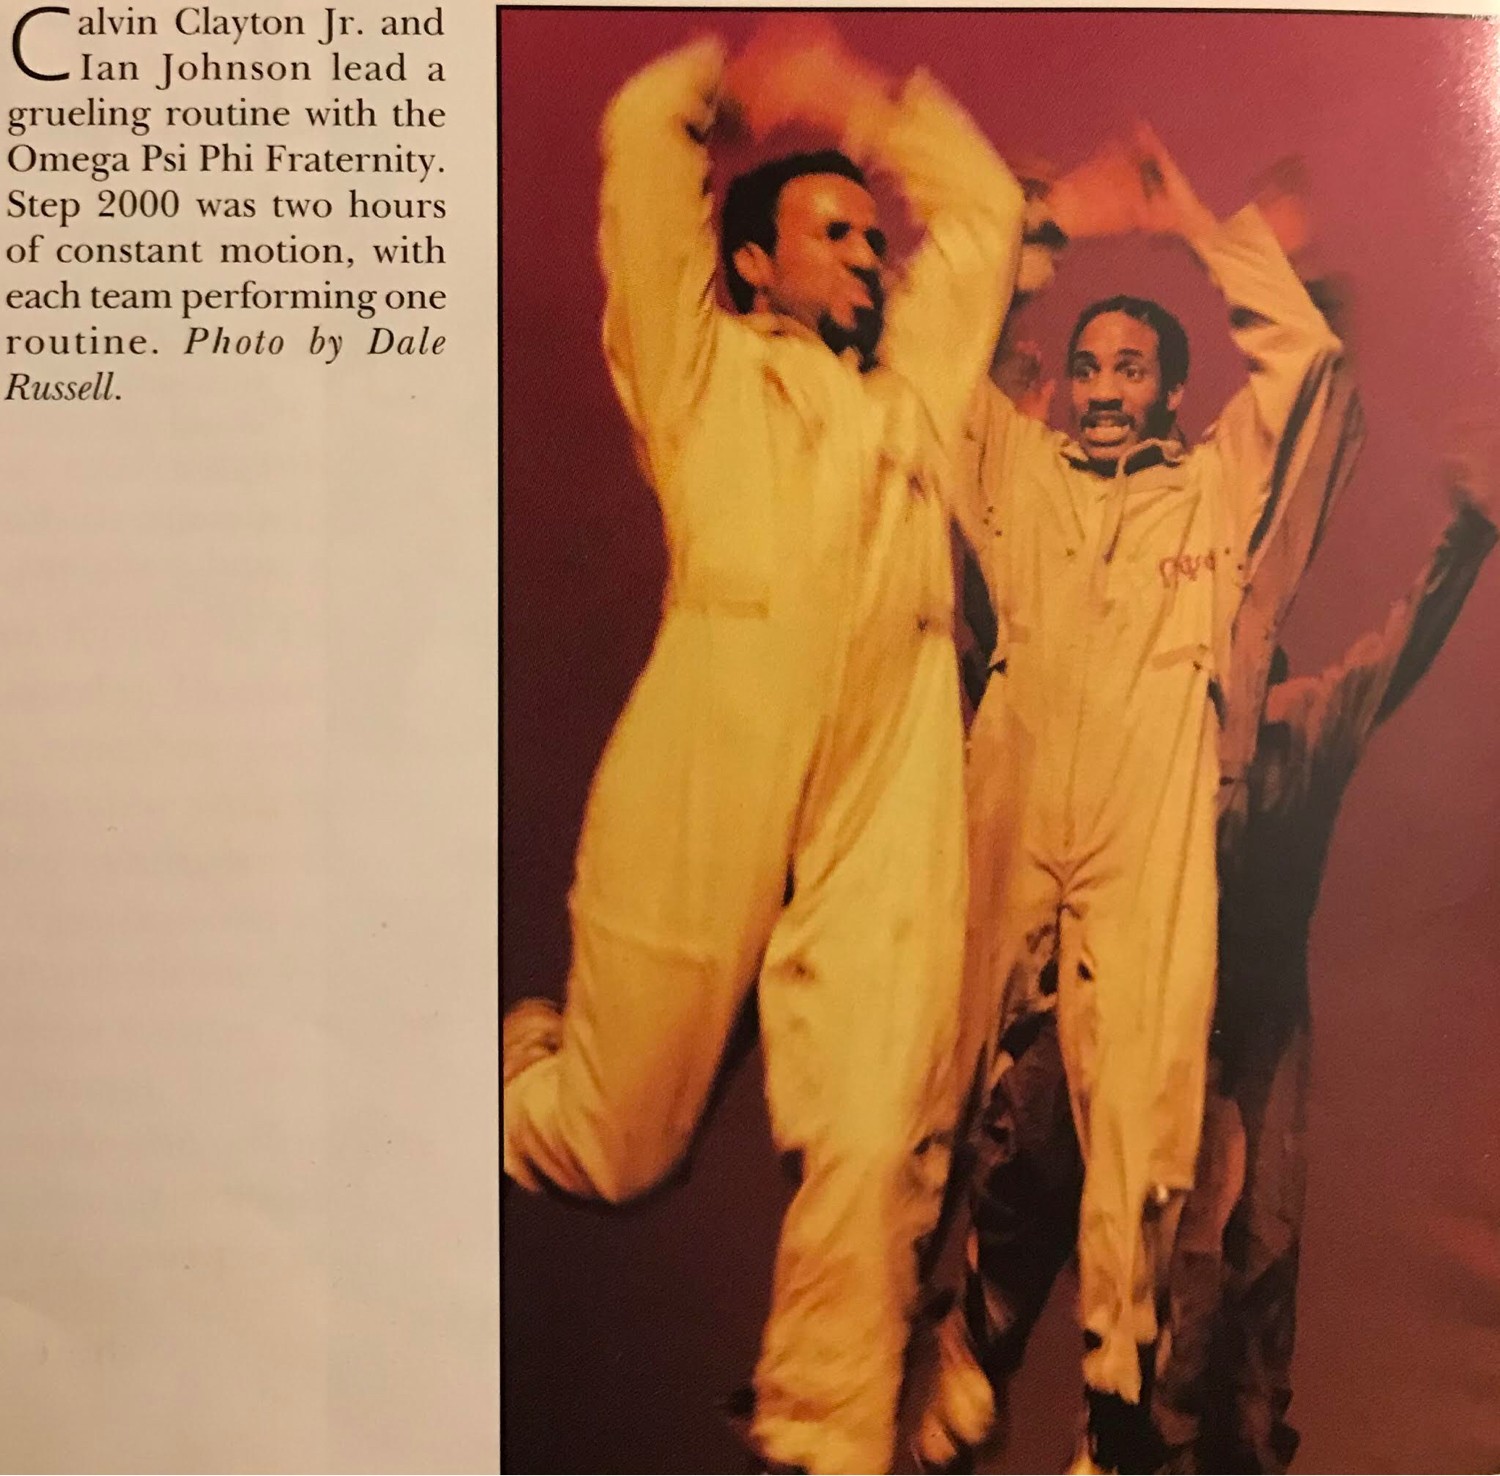 Calvin Clayton Jr. and
Ian Johnson lead a
grueling routine with the
Omega Psi Phi Fraternity.
Step 2000 was two hours
of constant motion, with
each team performing one
routine. Photo by Dale
Russell.